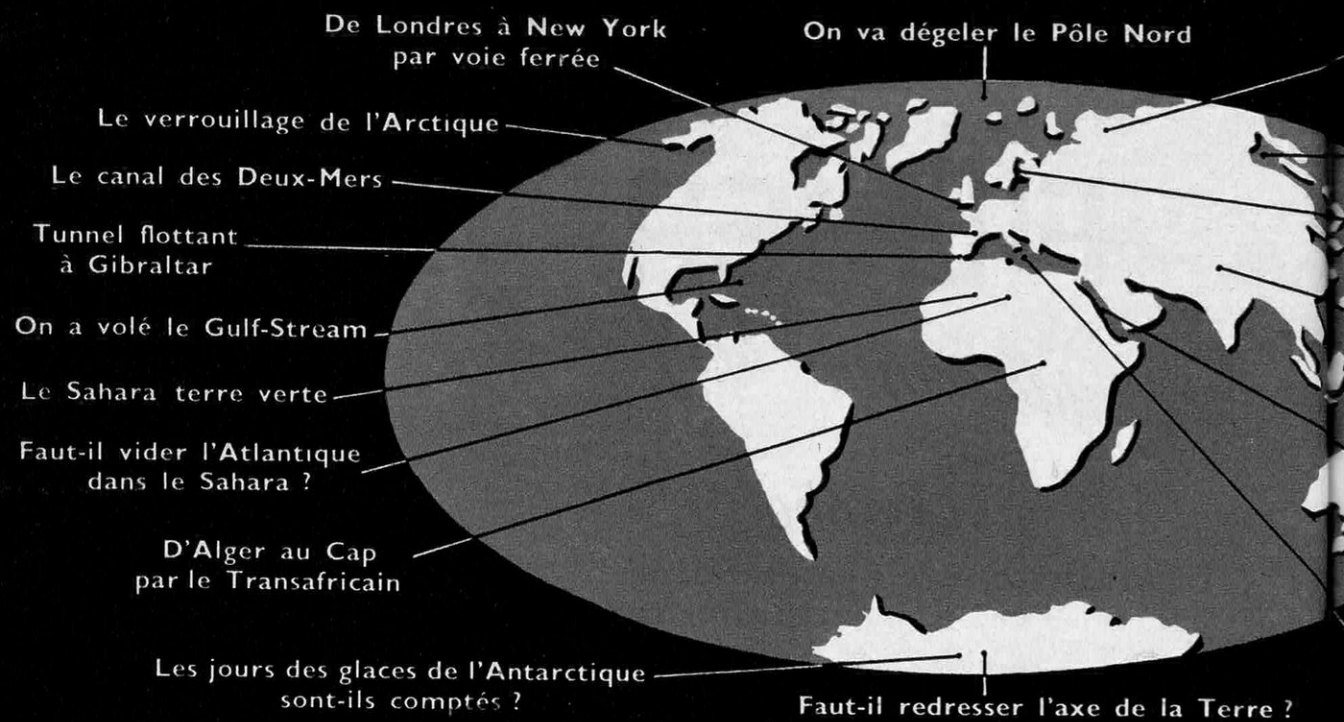 De Londres à New York
par voie ferrée
On va dégeler le Pôle Nord
Le verrouillage de l'Arctique
Le canal des Deux-Mers
Tunnel flottant
à Gibraltar
On a volé le Gulf-Stream
Le Sahara terre verte
Faut-il vider l'Atlantique
dans le Sahara ?
D'Alger au Cap
par le Transafricain
Les jours des glaces de l'Antarctique
sont-ils comptés ?
Faut-il redresser l'axe de la Terre ?